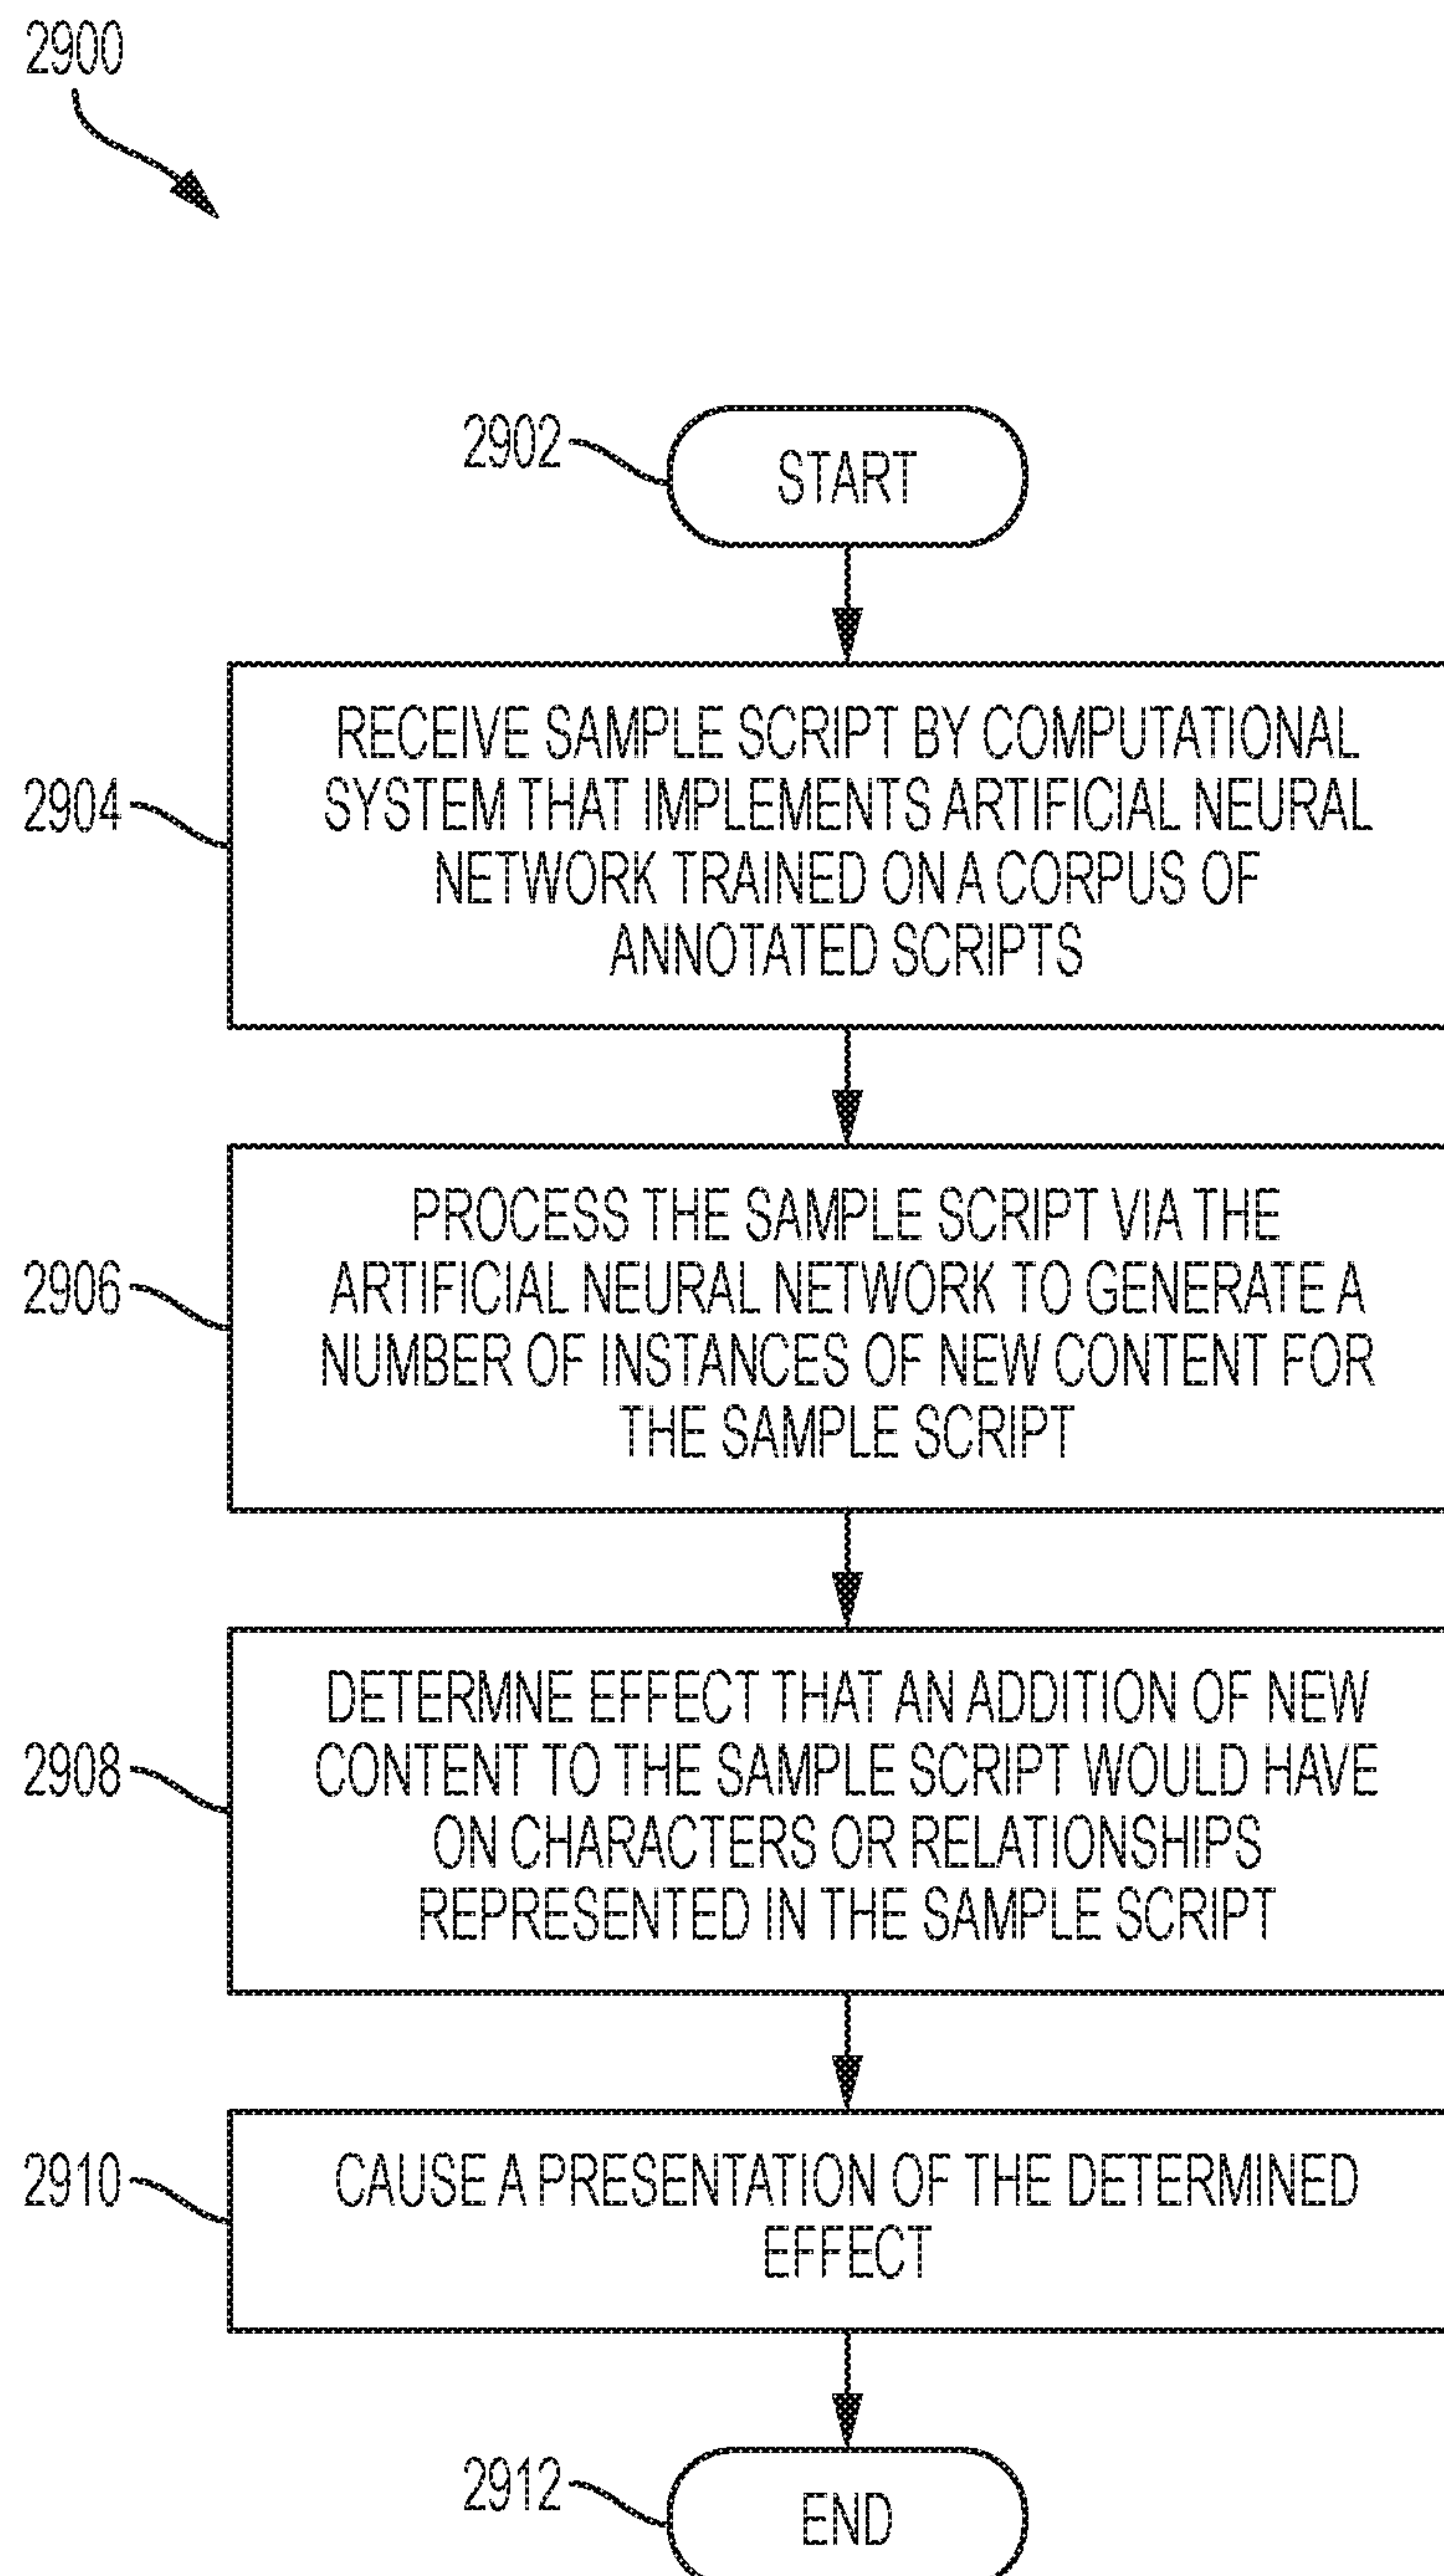 2900
2902
START
2904
RECEIVE SAMPLE SCRIPT BY COMPUTATIONAL
SYSTEM THAT IMPLEMENTS ARTIFICIAL NEURAL
NETWORK TRAINED ON A CORPUS OF
ANNOTATED SCRIPTS
2906
PROCESS THE SAMPLE SCRIPT VIA THE
ARTIFICIAL NEURAL NETWORK TO GENERATE A
NUMBER OF INSTANCES OF NEW CONTENT FOR
THE SAMPLE SCRIPT
2908
DETERMNE EFFECT THAT AN ADDITION OF NEW
CONTENT TO THE SAMPLE SCRIPT WOULD HAVE
ON CHARACTERS OR RELATIONSHIPS
REPRESENTED IN THE SAMPLE SCRIPT
2910
CAUSE A PRESENTATION OF THE DETERMINED
EFFECT
2912
END